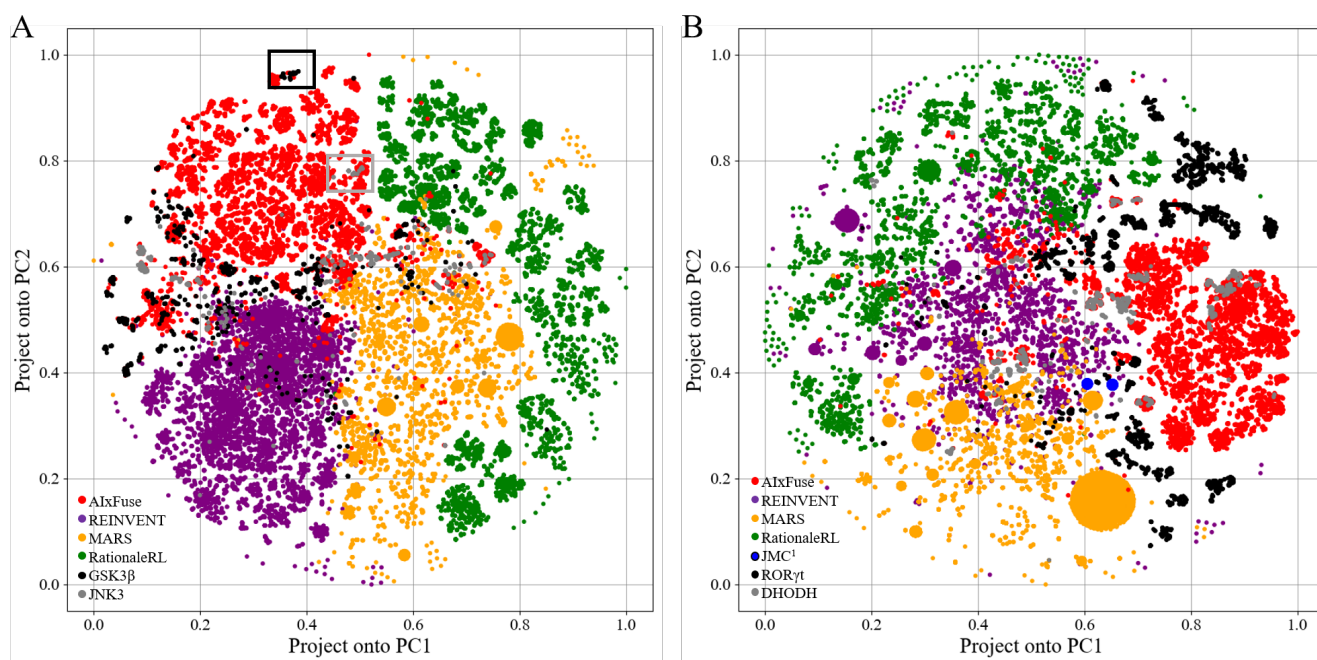 A
1.0
0.8
0.6
0.4
0.2
0.0
Project onto PC2
AIxFuse
REINVENT
MARS
RationaleRL
GSK3β
JNK3
0.0 0.2 0.4 0.6 0.8 1.0
Project onto PC1
B
1.0
0.8
0.6
0.4
0.2
0.0
Project onto PC2
AIxFuse
REINVENT
MARS
RationaleRL
JMC¹
RORγt
DHODH
0.0 0.2 0.4 0.6 0.8 1.0
Project onto PC1